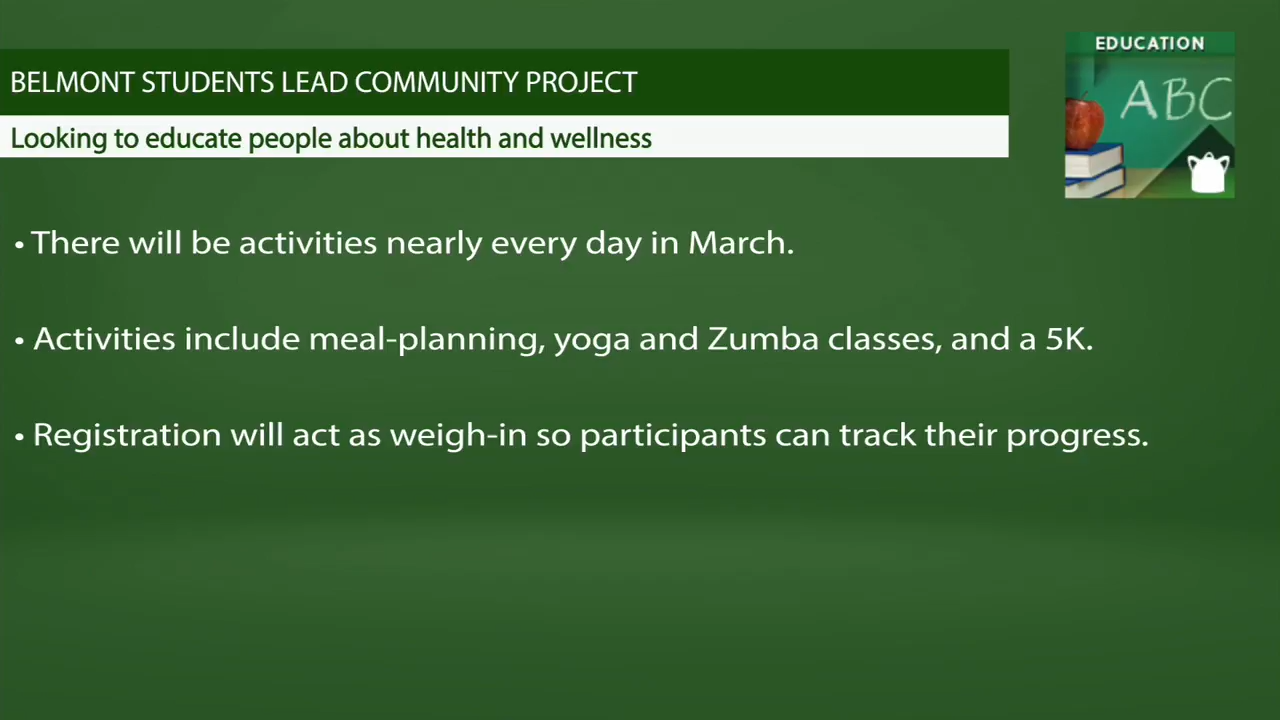 EDUCATION
BELMONT STUDENTS LEAD COMMUNITY PROJECT
ABC
Looking to educate people about health and wellness
• There will be activities nearly every day in March.
• Activities include meal-planning, yoga and Zumba classes, and a 5K.
• Registration will act as weigh-in so participants can track their progress.